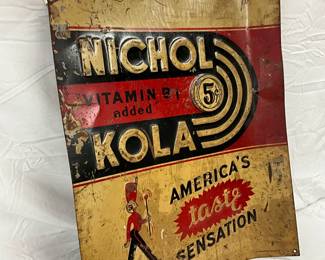 NICHOL
VITAMIN B1
added
5¢
KOLA
AMERICA'S
taste
SENSATION